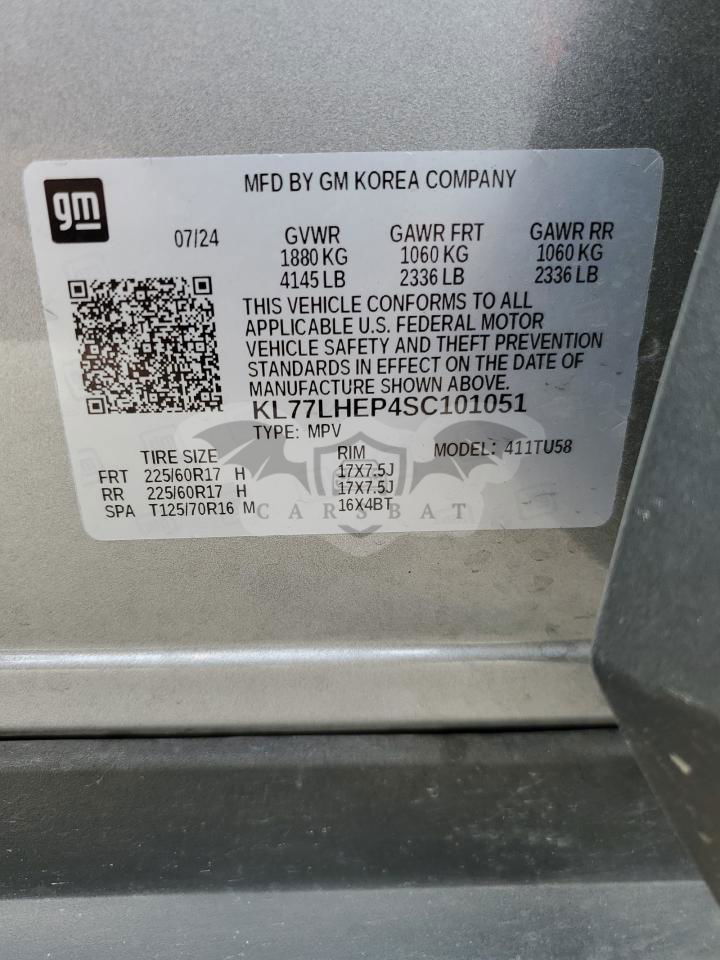 gm
MFD BY GM KOREA COMPANY
07/24 GVWR GAWR FRT GAWR RR
1880 KG 1060 KG 1060 KG
4145 LB 2336 LB 2336 LB
THIS VEHICLE CONFORMS TO ALL
APPLICABLE U.S. FEDERAL MOTOR
VEHICLE SAFETY AND THEFT PREVENTION
STANDARDS IN EFFECT ON THE DATE OF
MANUFACTURE SHOWN ABOVE.
KL77LHEP4SC101051
TYPE: MPV MODEL: 411TU58
TIRE SIZE RIM
FRT 225/60R17 H 17X7.5J
RR 225/60R17 H 17X7.5J
SPA T125/70R16 M 16X4BT
CARSBAT